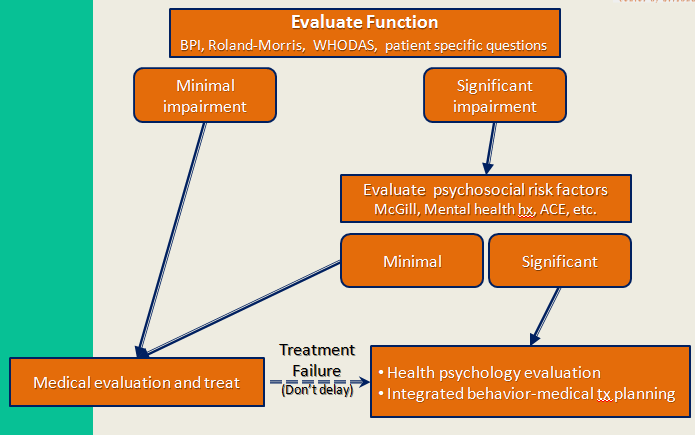 Evaluate Function
BPI, Roland-Morris, WHODAS, patient specific questions
Minimal
impairment
Significant
impairment
Evaluate psychosocial risk factors
McGill, Mental health hx, ACE, etc.
Minimal
Significant
Medical evaluation and treat
Treatment
Failure
(Don't delay)
• Health psychology evaluation
• Integrated behavior-medical tx planning